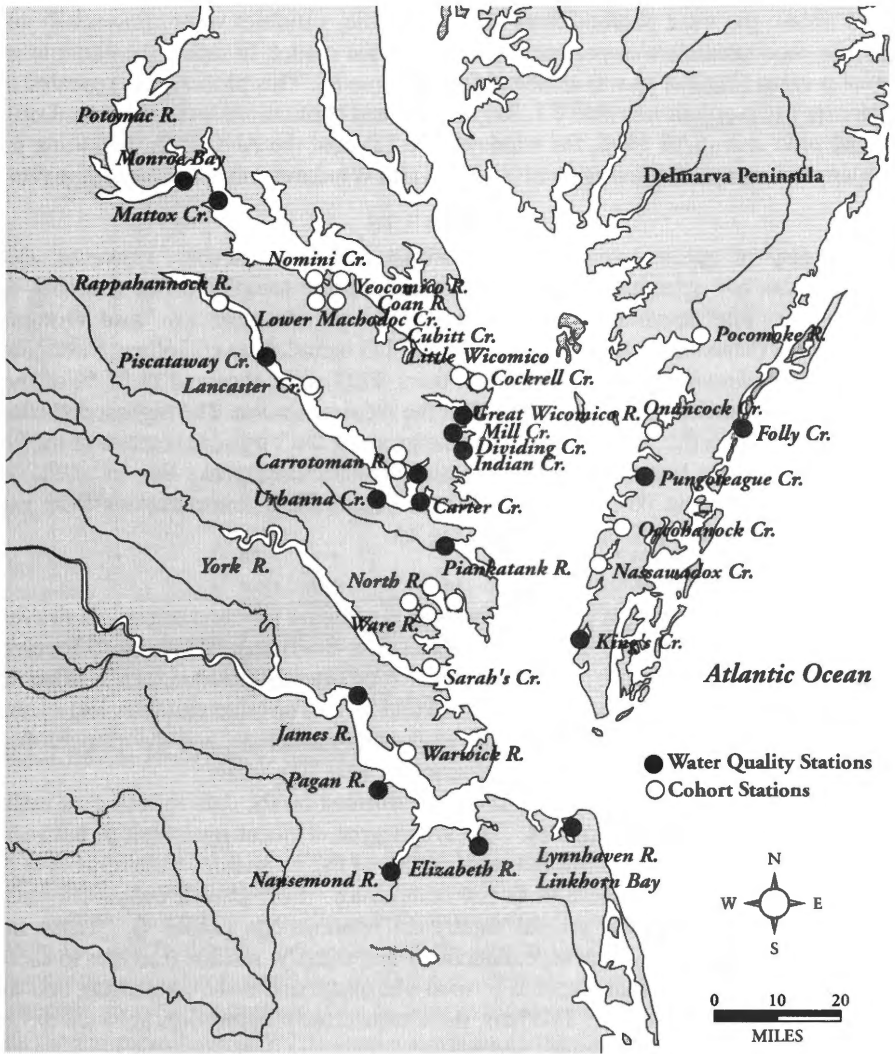 Potomac R.
Monroe Bay
Mattox Cr.
Delmarva Peninsula
Nomini Cr.
Rappahannock R.
Yeocomico R.
Coan R.
Lower Machodoc Cr.
Cubitt Cr.
Pocomoke R.
Piscataway Cr.
Little Wicomico
Lancaster Cr.
Cockrell Cr.
Great Wicomico R.
Onancock Cr.
Mill Cr.
Folly Cr.
Dividing Cr.
Carrotoman R.
Indian Cr.
Pungoteague Cr.
Urbanna Cr.
Carter Cr.
Occohanock Cr.
York R.
Piankatank R.
Nassawadox Cr.
North R.
Ware R.
King's Cr.
Sarah's Cr.
Atlantic Ocean
James R.
Warwick R.
Water Quality Stations
Pagan R.
Cohort Stations
Elizabeth R.
Lynnhaven R.
Nansemond R.
Linkhorn Bay
N
W E
S
0 10 20
MILES